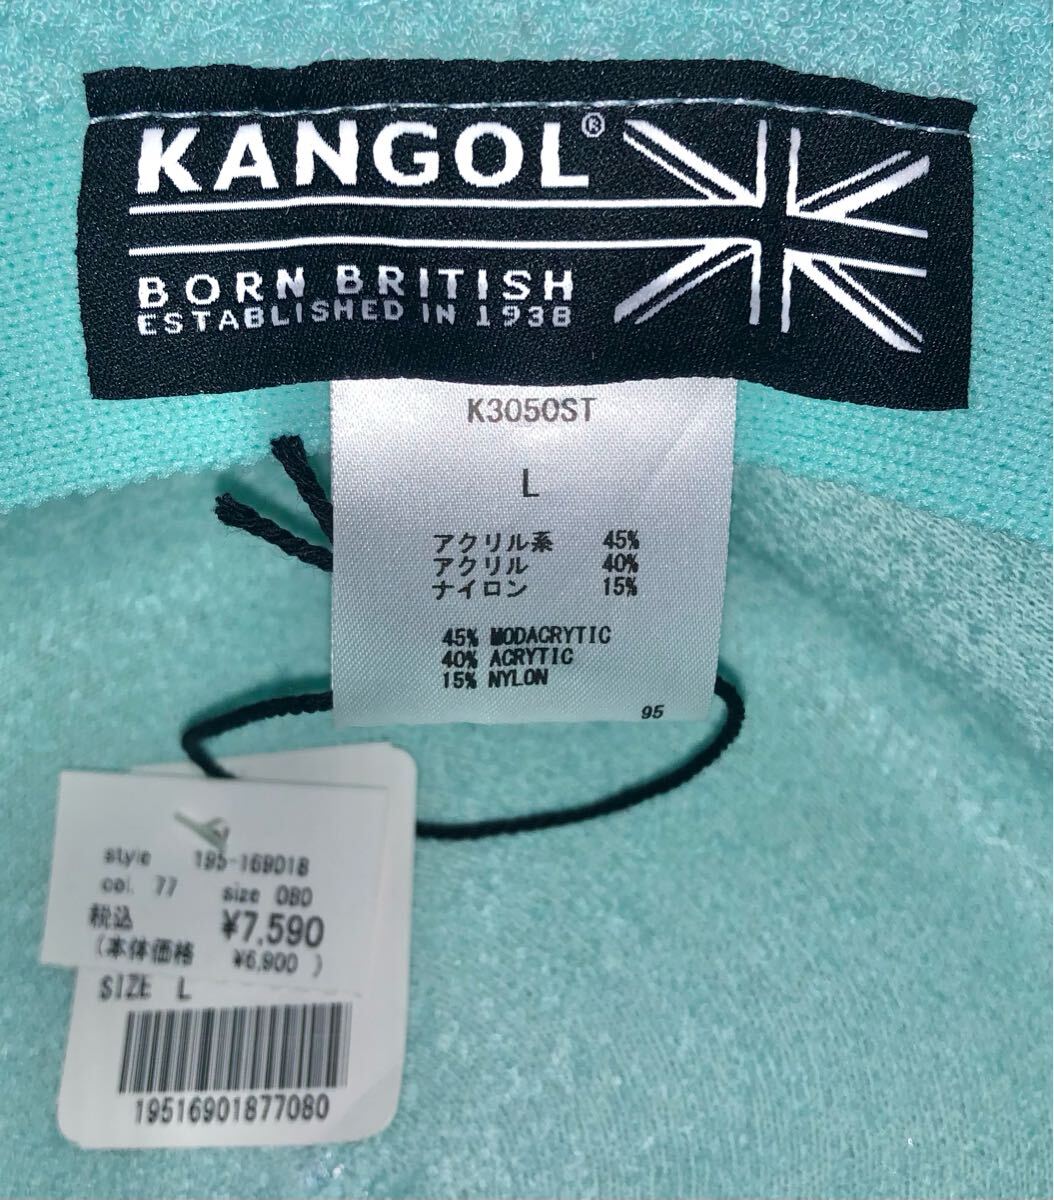 KANGOL®
BORN BRITISH
ESTABLISHED IN 1938
K3050ST
L
アクリル系 45%
アクリル 40%
ナイロン 15%
45% MODACRYTIC
40% ACRYTIC
15% NYLON
95
style 195-169018
col. 77 size 080
税込 ¥7,590
(本体価格 ¥6,900 )
SIZE L
19516901877080